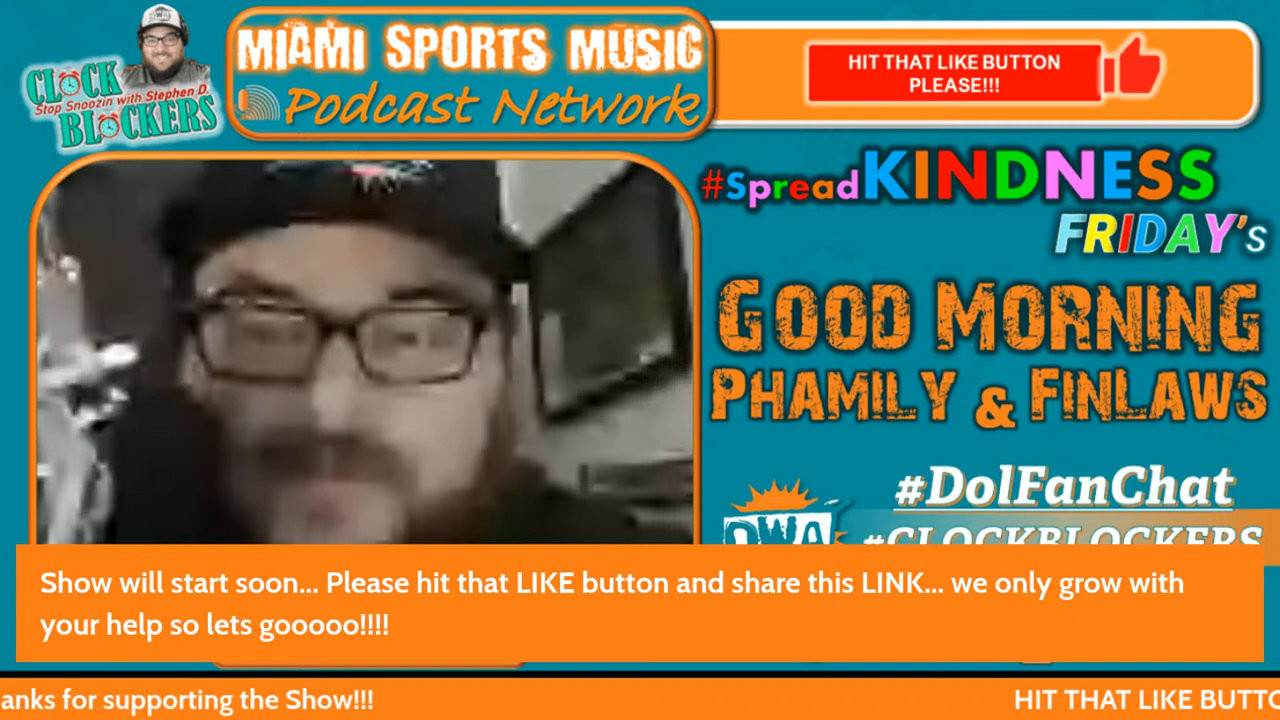 CLOCK
Stop Snoozin with Stephen D.
BLOCKERS
MIAMI SPORTS MUSIC
Podcast Network
HIT THAT LIKE BUTTON
PLEASE!!!
#SpreadKINDNESS
FRIDAY's
GOOD MORNING
PHAMILY & FINLAWS
#DolFanChat
#CLOCKBLOCKERS
Show will start soon... Please hit that LIKE button and share this LINK... we only grow with
your help so lets gooooo!!!!
anks for supporting the Show!!!
HIT THAT LIKE BUTTO